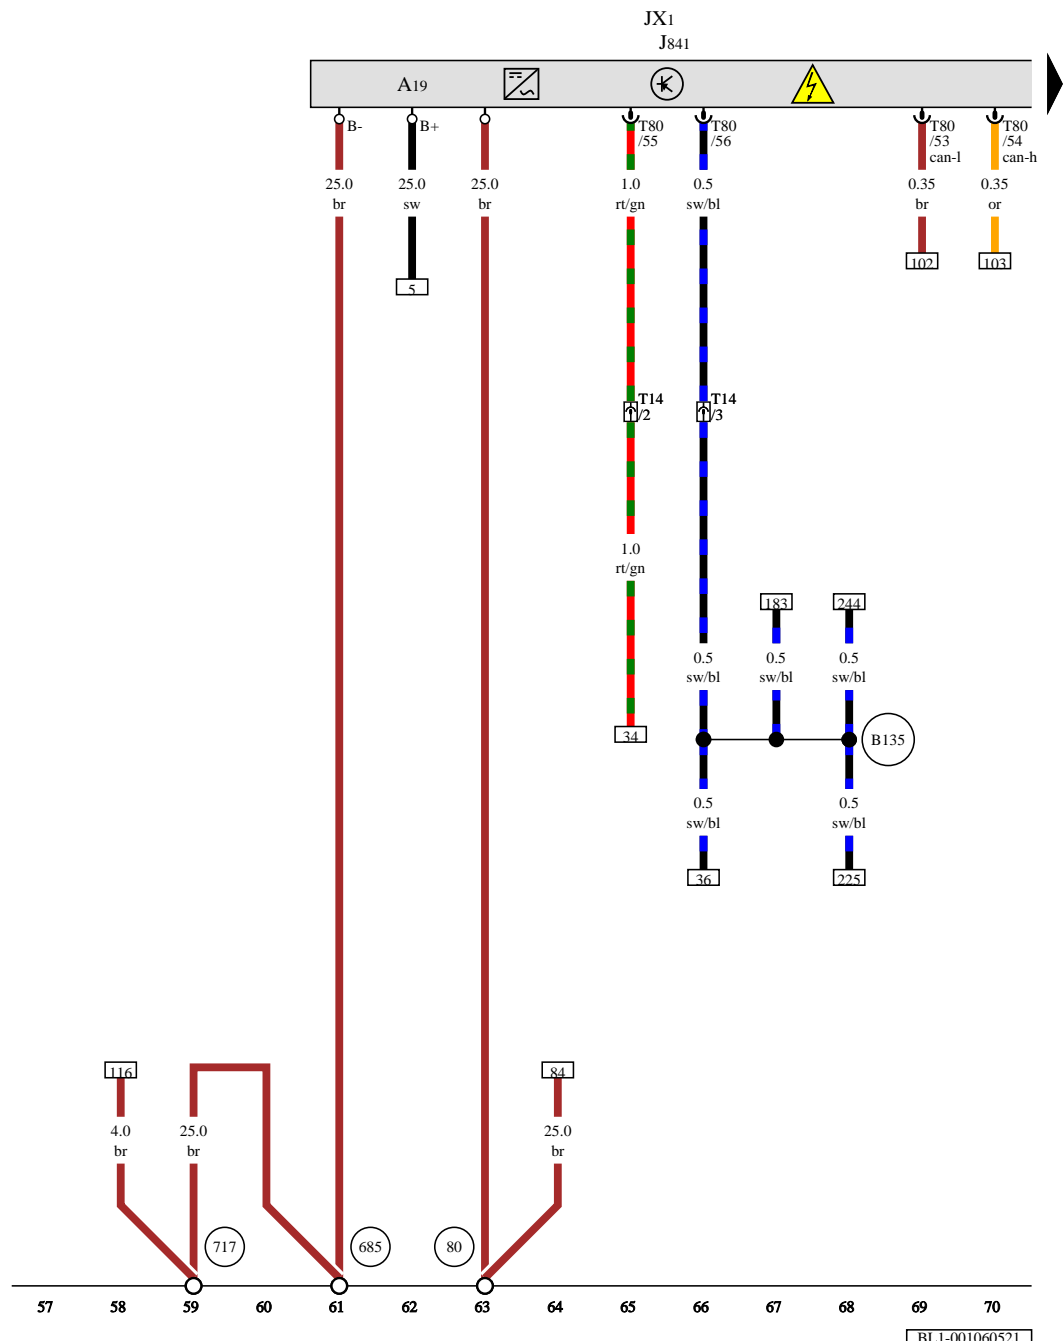 JX1
J841
A19
B-
B+
T80
/55
T80
/56
T80
/53
can-l
T80
/54
can-h
25.0
br
25.0
sw
25.0
br
1.0
rt/gn
0.5
sw/bl
0.35
br
0.35
or
102
103
5
T14
/2
T14
/3
1.0
rt/gn
183
244
0.5
sw/bl
0.5
sw/bl
0.5
sw/bl
34
B135
0.5
sw/bl
0.5
sw/bl
36
225
116
84
4.0
br
25.0
br
25.0
br
717
685
80
57 58 59 60 61 62 63 64 65 66 67 68 69 70
BL1-001060521